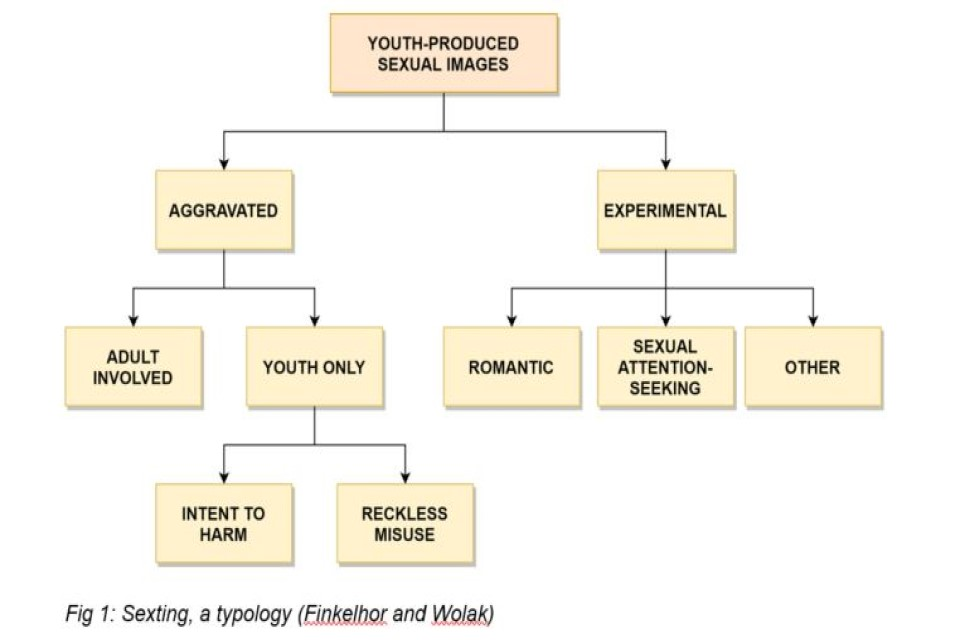 YOUTH-PRODUCED
SEXUAL IMAGES
AGGRAVATED
EXPERIMENTAL
ADULT
INVOLVED
YOUTH ONLY
ROMANTIC
SEXUAL
ATTENTION-
SEEKING
OTHER
INTENT TO
HARM
RECKLESS
MISUSE
Fig 1: Sexting, a typology (Finkelhor and Wolak)